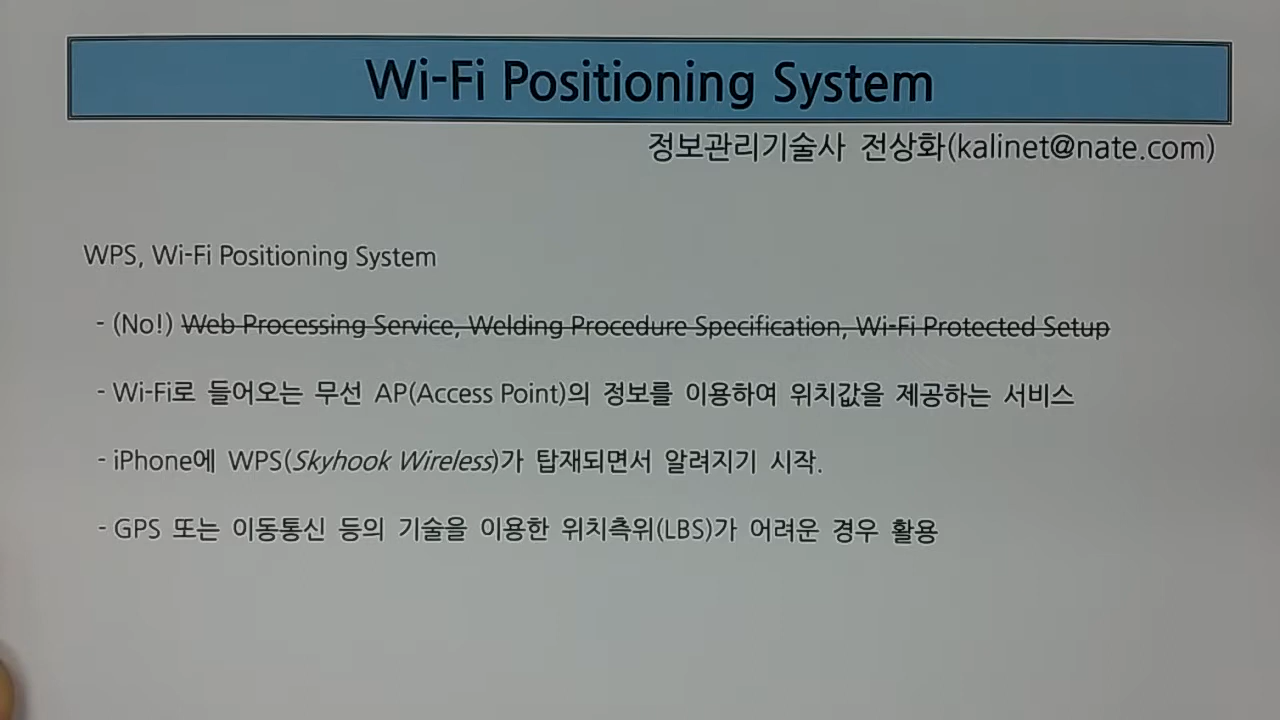 Wi-Fi Positioning System
정보관리기술사 전상화(kalinet@nate.com)
WPS, Wi-Fi Positioning System
- (No!) Web Processing Service, Welding Procedure Specification, Wi-Fi Protected Setup
- Wi-Fi로 들어오는 무선 AP(Access Point)의 정보를 이용하여 위치값을 제공하는 서비스
- iPhone에 WPS(Skyhook Wireless)가 탑재되면서 알려지기 시작.
- GPS 또는 이동통신 등의 기술을 이용한 위치측위(LBS)가 어려운 경우 활용